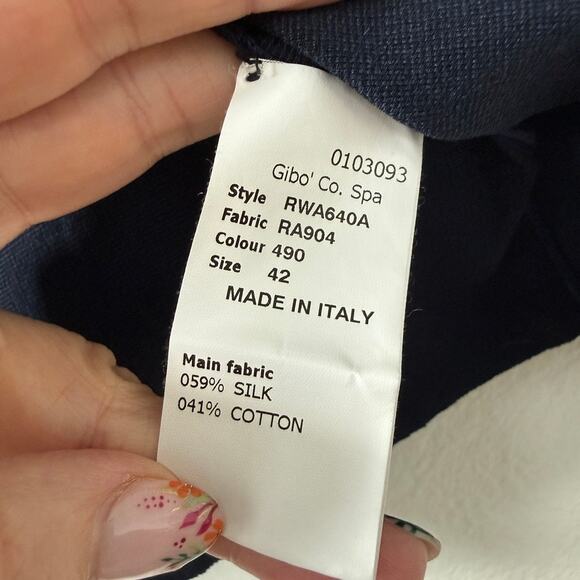 0103093
Gibo' Co. Spa
Style RWA640A
Fabric RA904
Colour 490
Size 42
MADE IN ITALY
Main fabric
059% SILK
041% COTTON